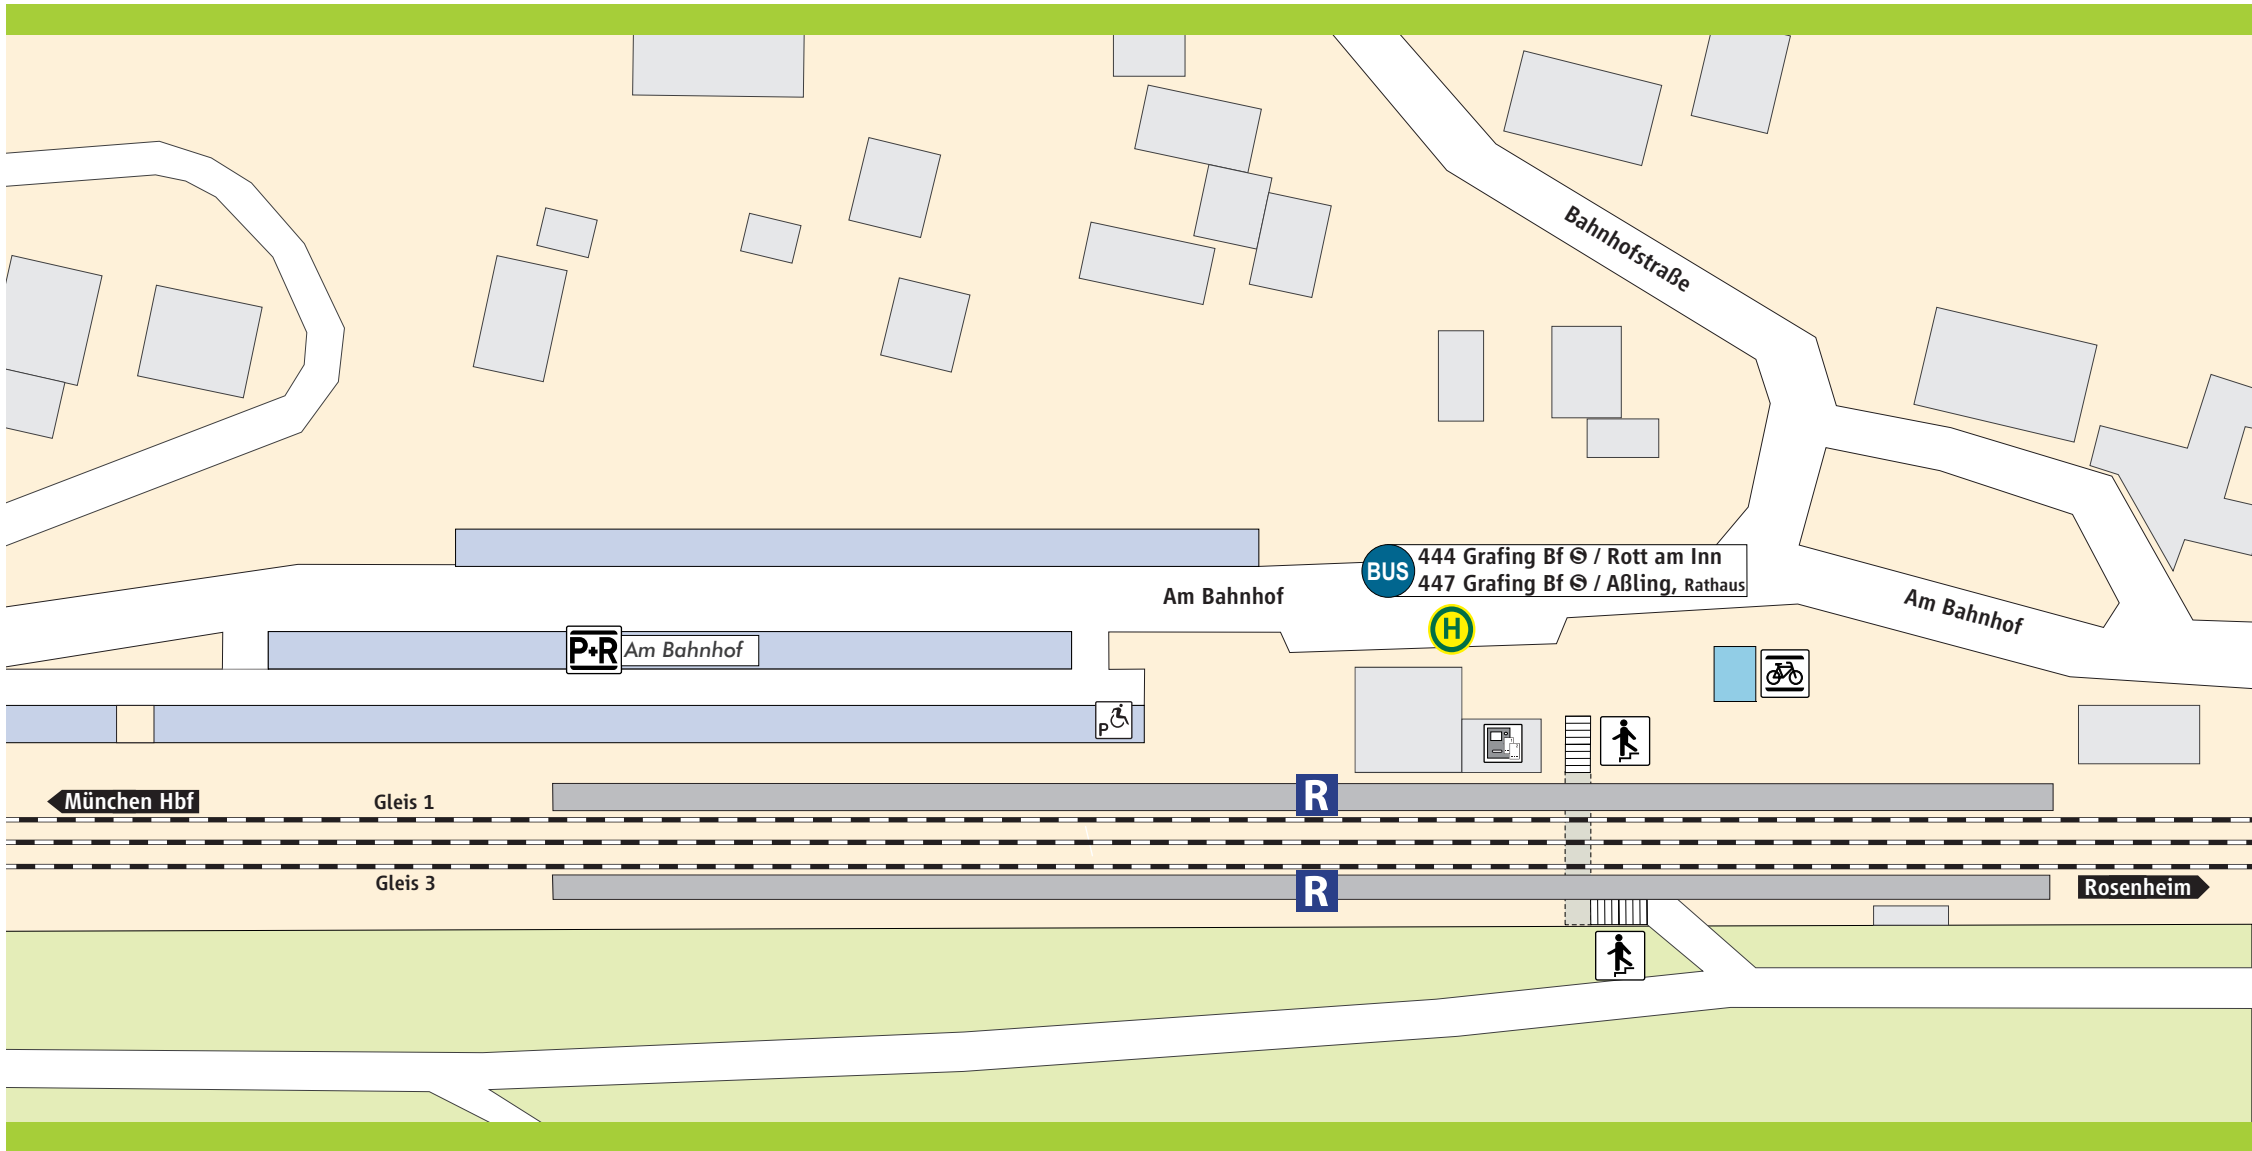 Bahnhofstraße
BUS
444 Grafing Bf S / Rott am Inn
447 Grafing Bf S / Aßling, Rathaus
Am Bahnhof
Am Bahnhof
H
P+R
Am Bahnhof
P
München Hbf
Gleis 1
R
Gleis 3
R
Rosenheim